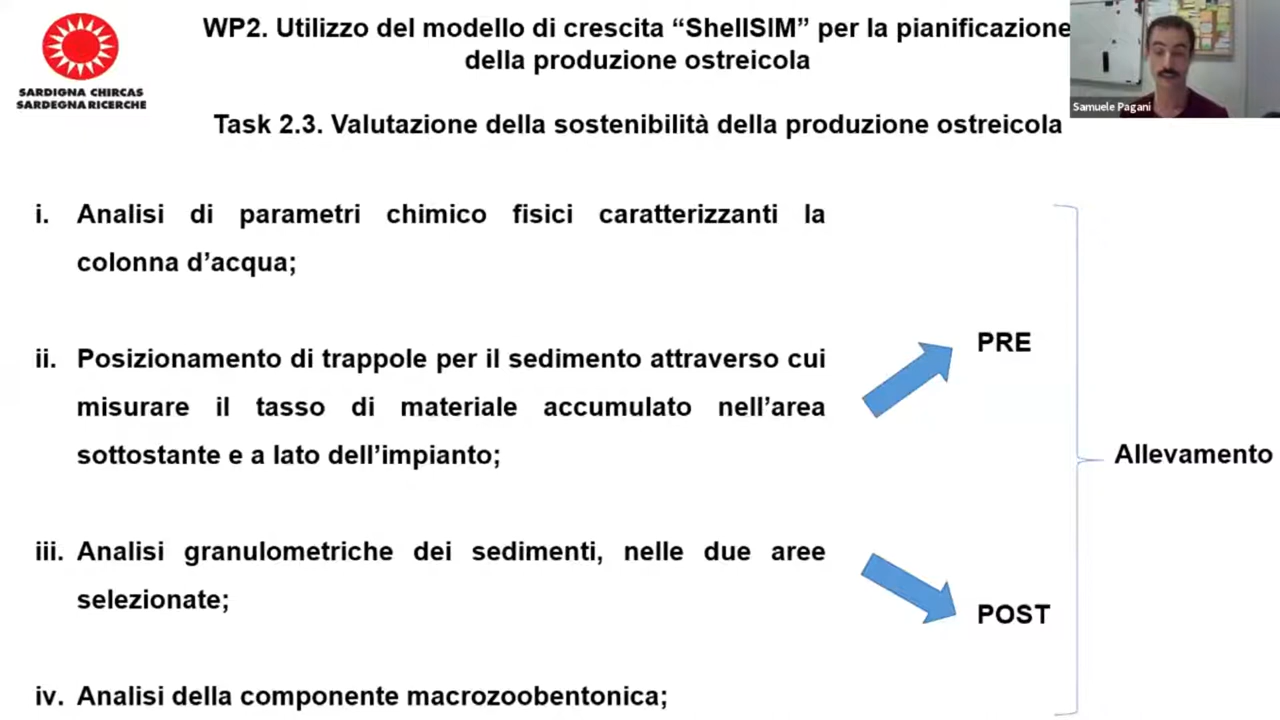 SARDIGNA CHIRCAS
SARDEGNA RICERCHE
WP2. Utilizzo del modello di crescita “ShellSIM” per la pianificazione
della produzione ostreicola
Samuele Pagani
Task 2.3. Valutazione della sostenibilità della produzione ostreicola
i. Analisi di parametri chimico fisici caratterizzanti la
colonna d’acqua;
ii. Posizionamento di trappole per il sedimento attraverso cui
misurare il tasso di materiale accumulato nell’area
sottostante e a lato dell’impianto;
iii. Analisi granulometriche dei sedimenti, nelle due aree
selezionate;
iv. Analisi della componente macrozoobentonica;
PRE
POST
Allevamento